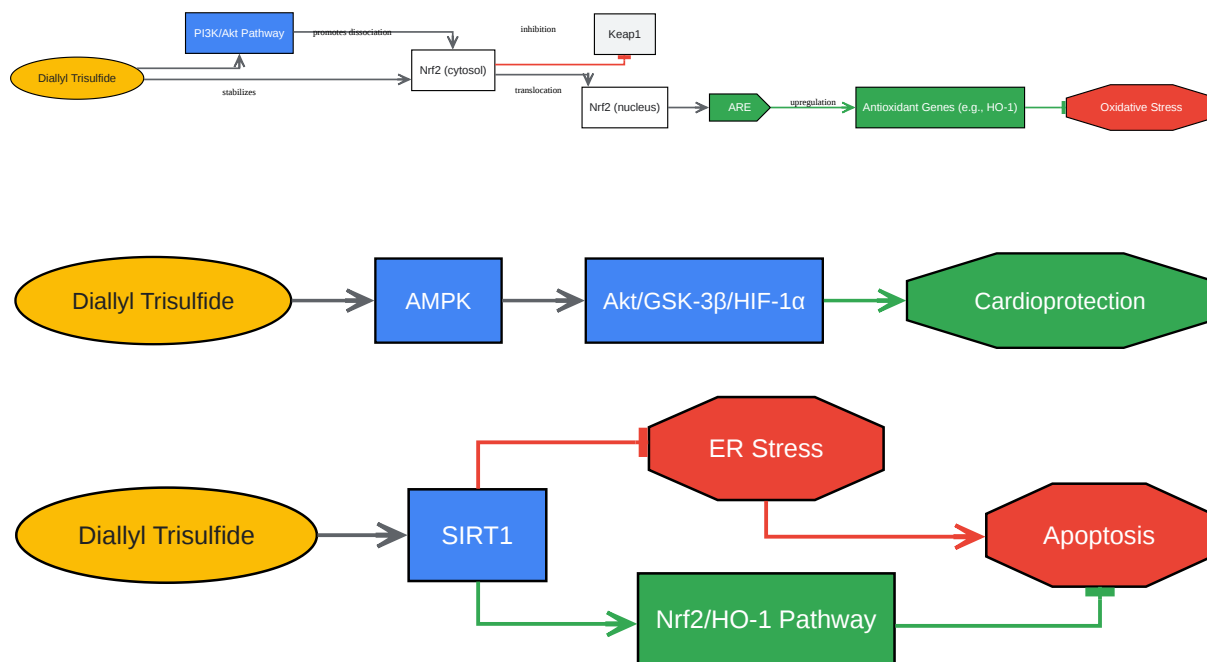 PI3K/Akt Pathway
promotes dissociation
inhibition
Keap1
Diallyl Trisulfide
Nrf2 (cytosol)
stabilizes
translocation
Nrf2 (nucleus)
ARE
upregulation
Antioxidant Genes (e.g., HO-1)
Oxidative Stress
Diallyl Trisulfide
AMPK
Akt/GSK-3β/HIF-1α
Cardioprotection
ER Stress
Diallyl Trisulfide
SIRT1
Apoptosis
Nrf2/HO-1 Pathway